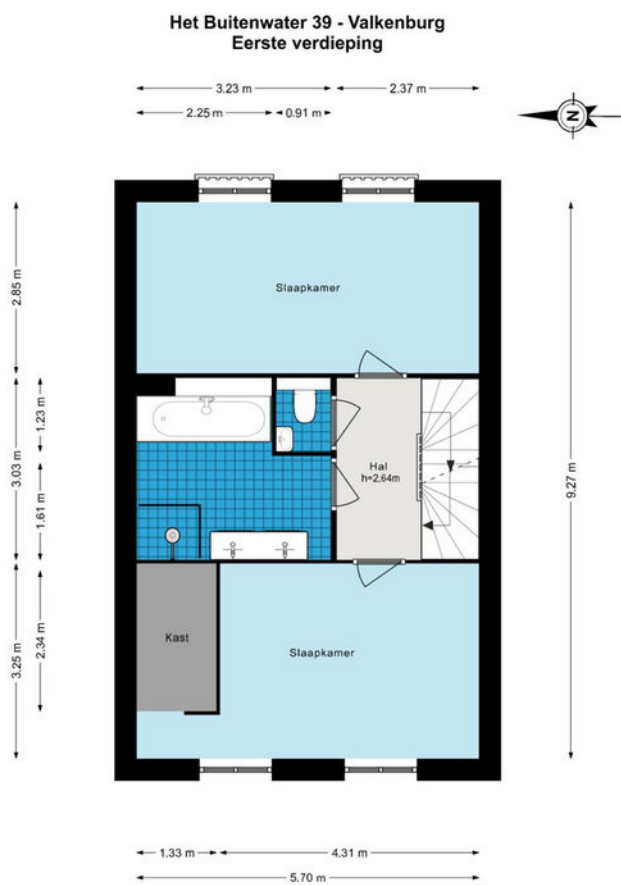 Het Buitenwater 39 - Valkenburg
Eerste verdieping
3.23 m
2.37 m
2.25 m
0.91 m
N
2.85 m
Slaapkamer
1.23 m
3.03 m
Hal
h=2,64m
9.27 m
1.61 m
3.25 m
2.34 m
Kast
Slaapkamer
1.33 m
4.31 m
5.70 m